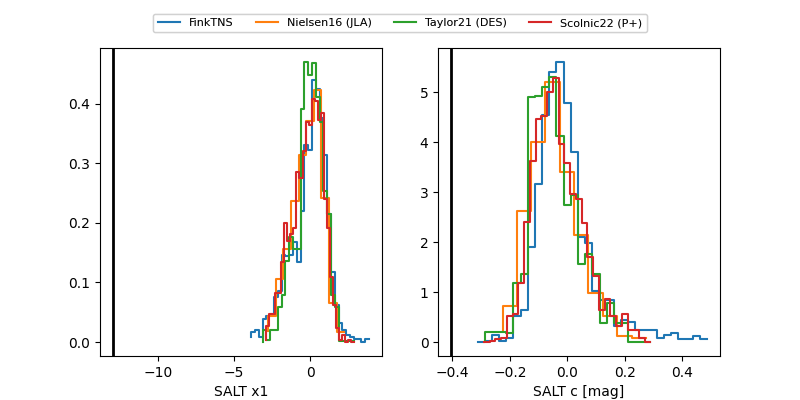 FinkTNS Nielsen16 (JLA) Taylor21 (DES) Scolnic22 (P+)
0.4
0.3
0.2
0.1
0.0
−10 −5 0
SALT x1
5
4
3
2
1
0
−0.4 −0.2 0.0 0.2 0.4
SALT c [mag]